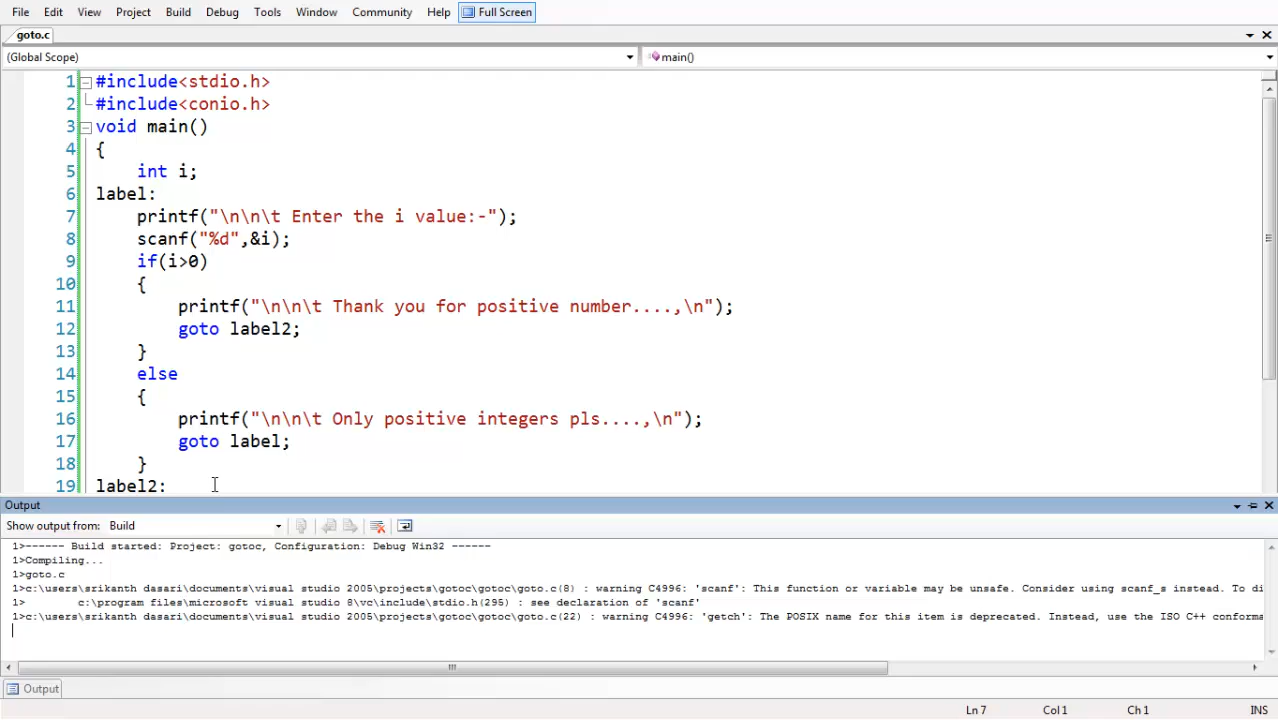 File Edit View Project Build Debug Tools Window Community Help Full Screen
goto.c
(Global Scope) main()
1 #include<stdio.h>
2 #include<conio.h>
3 void main()
4 {
5 int i;
6 label:
7 printf("\n\n\t Enter the i value:-");
8 scanf("%d",&i);
9 if(i>0)
10 {
11 printf("\n\n\t Thank you for positive number....,\n");
12 goto label2;
13 }
14 else
15 {
16 printf("\n\n\t Only positive integers pls....,\n");
17 goto label;
18 }
19 label2:
Output
Show output from: Build
1>------ Build started: Project: gotoc, Configuration: Debug Win32 ------
1>Compiling...
1>goto.c
1>c:\users\srikanth dasari\documents\visual studio 2005\projects\gotoc\gotoc\goto.c(8) : warning C4996: 'scanf': This function or variable may be unsafe. Consider using scanf_s instead. To di
1> c:\program files\microsoft visual studio 8\vc\include\stdio.h(295) : see declaration of 'scanf'
1>c:\users\srikanth dasari\documents\visual studio 2005\projects\gotoc\gotoc\goto.c(22) : warning C4996: 'getch': The POSIX name for this item is deprecated. Instead, use the ISO C++ conforma
Output
Ln 7 Col 1 Ch 1 INS